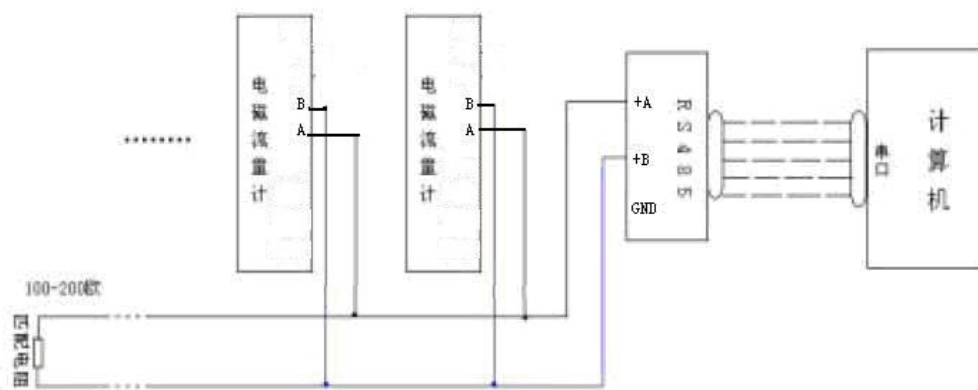 电磁流量计
B
A
电磁流量计
B
A
+A
+B
GND
RS485
串口
计算机
........
100-200欧
匹配电阻